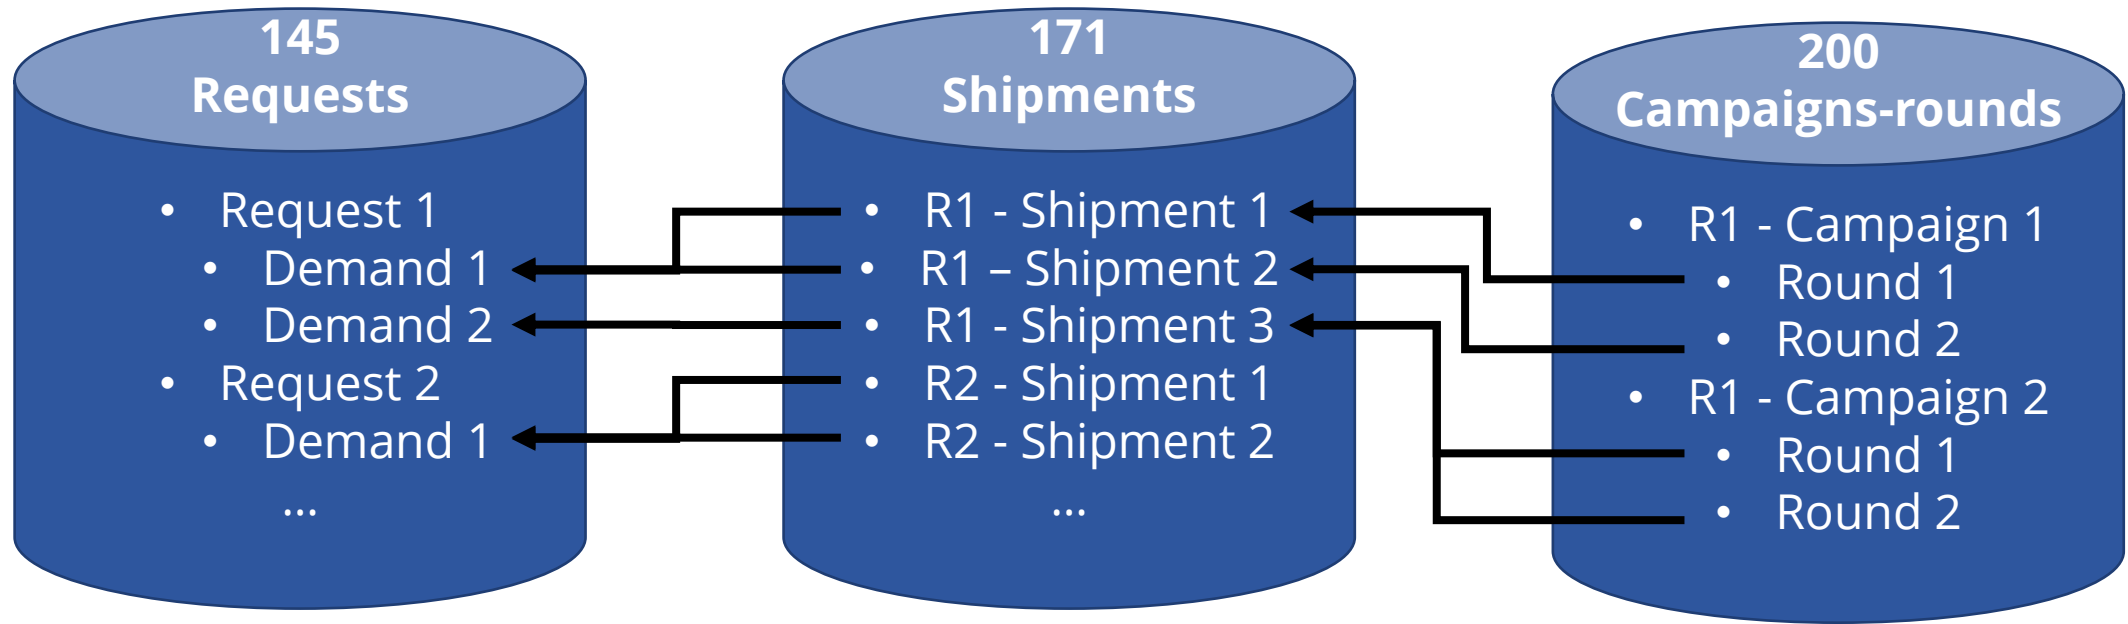 145
Requests
• Request 1
• Demand 1
• Demand 2
• Request 2
• Demand 1
...
171
Shipments
• R1 - Shipment 1
• R1 – Shipment 2
• R1 - Shipment 3
• R2 - Shipment 1
• R2 - Shipment 2
...
200
Campaigns-rounds
• R1 - Campaign 1
• Round 1
• Round 2
• R1 - Campaign 2
• Round 1
• Round 2